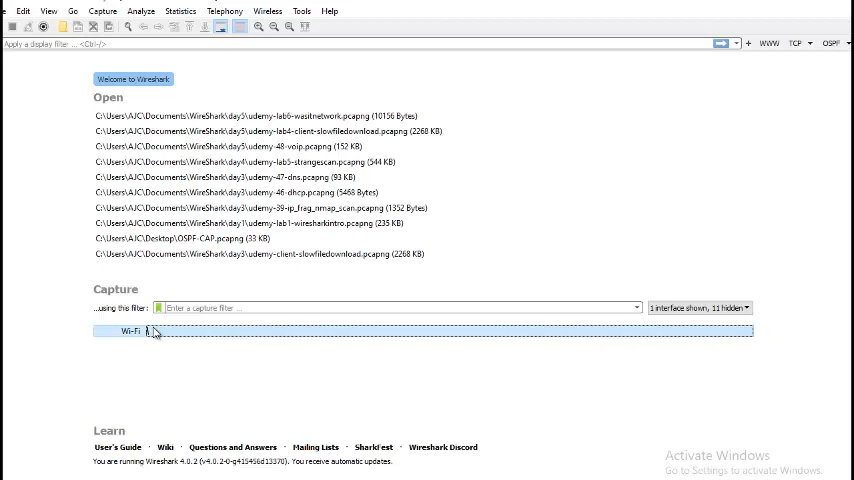 Edit View Go Capture Analyze Statistics Telephony Wireless Tools Help
Apply a display filter ... <Ctrl-/>
+ WWW TCP OSPF
Welcome to Wireshark
Open
C:\Users\AJC\Documents\WireShark\day5\udemy-lab6-wasitnetwork.pcapng (10156 Bytes)
C:\Users\AJC\Documents\WireShark\day5\udemy-lab4-client-slowfiledownload.pcapng (2268 KB)
C:\Users\AJC\Documents\WireShark\day5\udemy-48-voip.pcapng (152 KB)
C:\Users\AJC\Documents\WireShark\day4\udemy-lab5-strangescan.pcapng (544 KB)
C:\Users\AJC\Documents\WireShark\day3\udemy-47-dns.pcapng (93 KB)
C:\Users\AJC\Documents\WireShark\day3\udemy-46-dhcp.pcapng (5468 Bytes)
C:\Users\AJC\Documents\WireShark\day3\udemy-39-ip_frag_nmap_scan.pcapng (1352 Bytes)
C:\Users\AJC\Documents\WireShark\day1\udemy-lab1-wiresharkintro.pcapng (235 KB)
C:\Users\AJC\Desktop\OSPF-CAP.pcapng (33 KB)
C:\Users\AJC\Documents\WireShark\day3\udemy-client-slowfiledownload.pcapng (2268 KB)
Capture
...using this filter: Enter a capture filter ... 1 interface shown, 11 hidden
Wi-Fi
Learn
User's Guide · Wiki · Questions and Answers · Mailing Lists · SharkFest · Wireshark Discord
You are running Wireshark 4.0.2 (v4.0.2-0-g415456d13370). You receive automatic updates.
Activate Windows
Go to Settings to activate Windows.